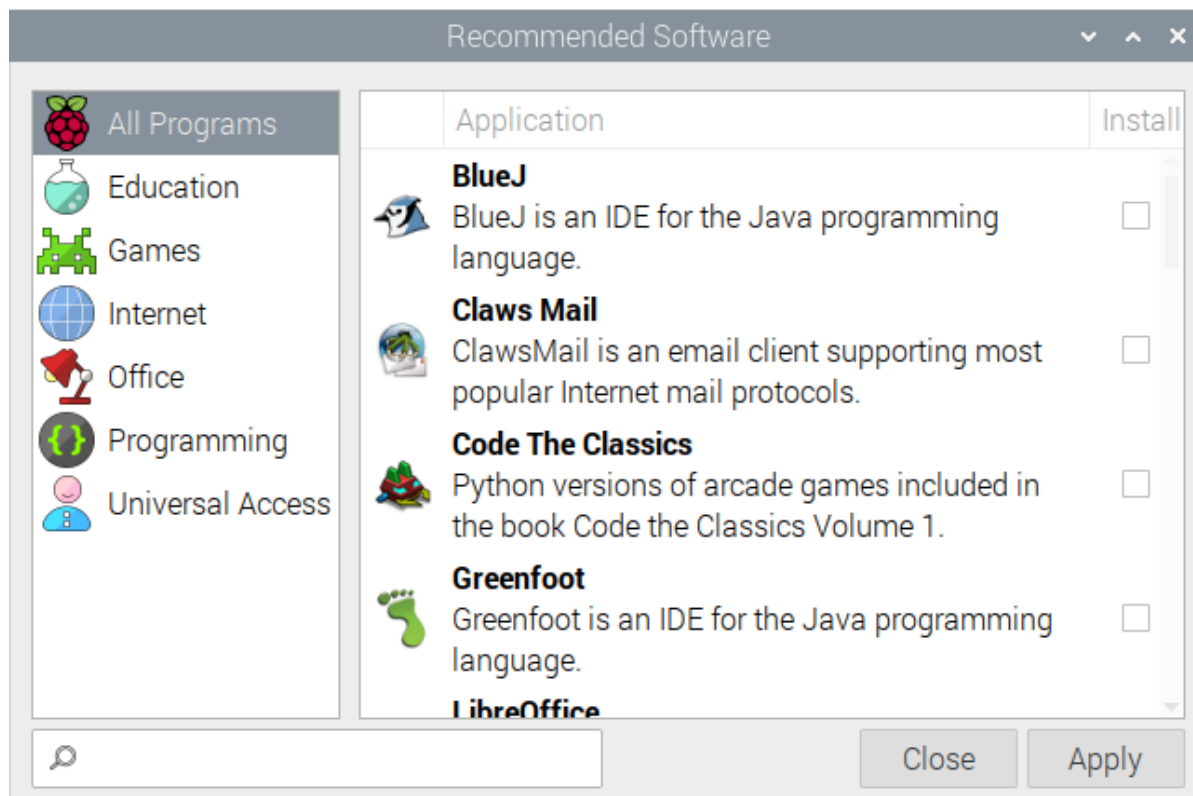 Recommended Software
All Programs
Education
Games
Internet
Office
Programming
Universal Access
Application
Install
BlueJ
BlueJ is an IDE for the Java programming
language.
Claws Mail
ClawsMail is an email client supporting most
popular Internet mail protocols.
Code The Classics
Python versions of arcade games included in
the book Code the Classics Volume 1.
Greenfoot
Greenfoot is an IDE for the Java programming
language.
LibreOffice
Close
Apply